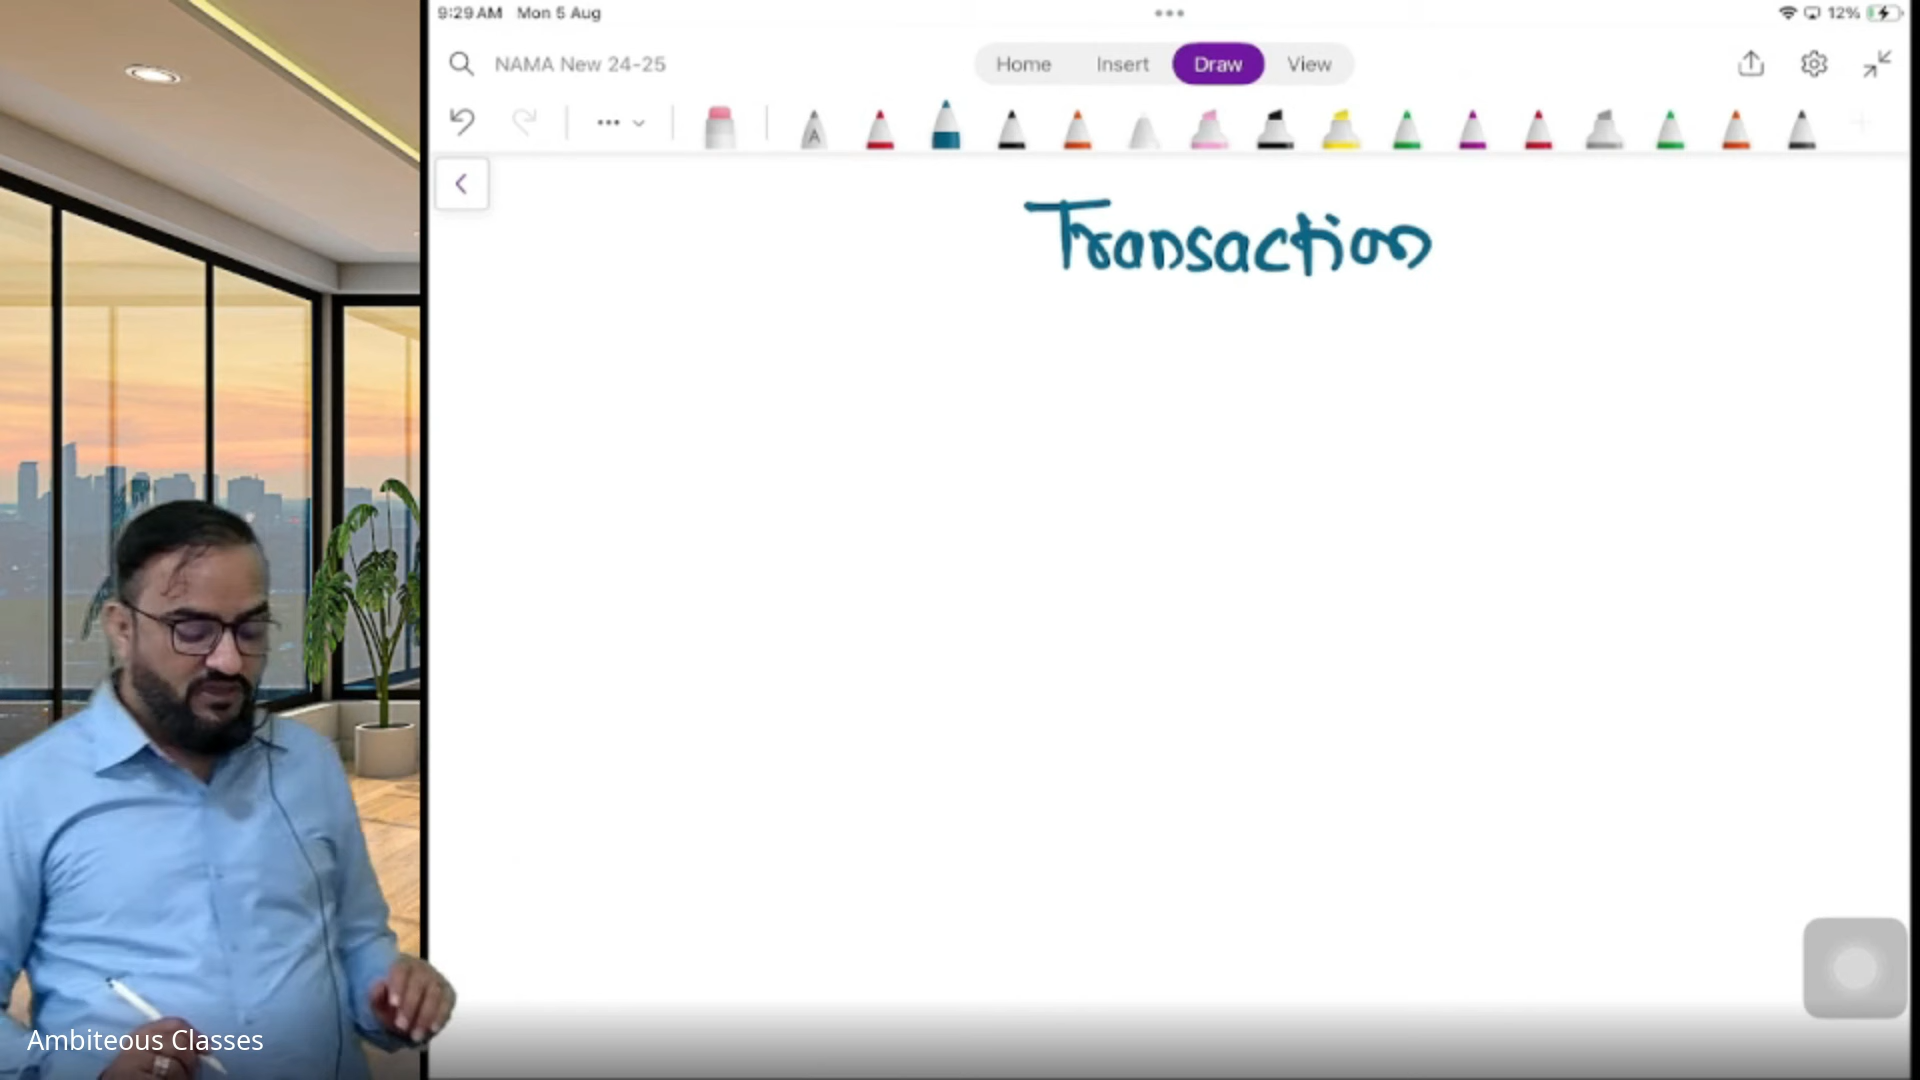 9:29 AM Mon 5 Aug
12%
NAMA New 24-25
Home Insert Draw View
A
Transaction
Ambiteous Classes